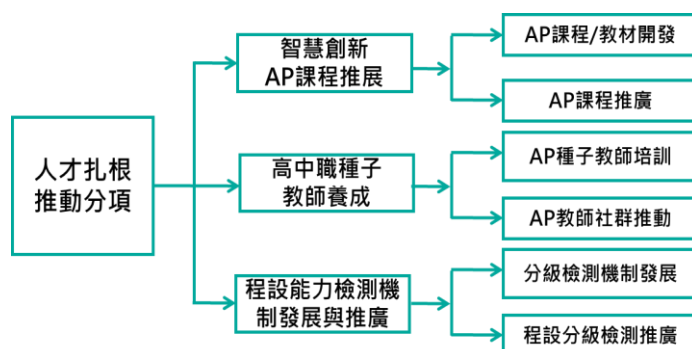 人才扎根
推動分項
智慧創新
AP課程推展
AP課程/教材開發
AP課程推廣
高中職種子
教師養成
AP種子教師培訓
AP教師社群推動
程設能力檢測機
制發展與推廣
分級檢測機制發展
程設分級檢測推廣